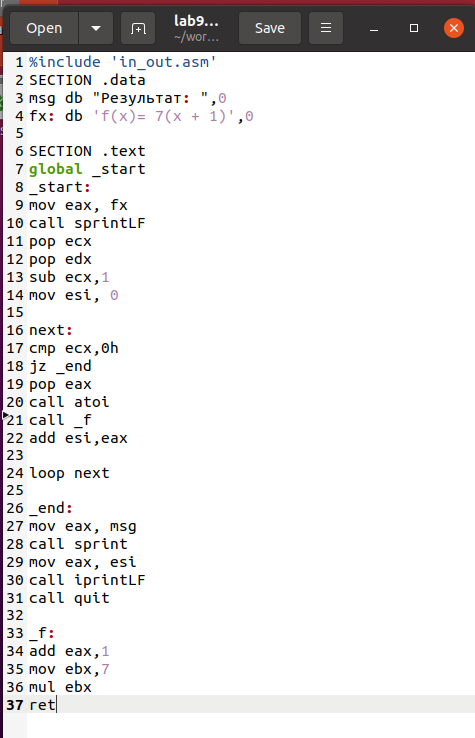 Open
lab9...
~/wor...
Save
1 %include 'in_out.asm'
2 SECTION .data
3 msg db "Результат: ",0
4 fx: db 'f(x)= 7(x + 1)',0
5
6 SECTION .text
7 global _start
8 _start:
9 mov eax, fx
10 call sprintLF
11 pop ecx
12 pop edx
13 sub ecx,1
14 mov esi, 0
15
16 next:
17 cmp ecx,0h
18 jz _end
19 pop eax
20 call atoi
21 call _f
22 add esi,eax
23
24 loop next
25
26 _end:
27 mov eax, msg
28 call sprint
29 mov eax, esi
30 call iprintLF
31 call quit
32
33 _f:
34 add eax,1
35 mov ebx,7
36 mul ebx
37 ret